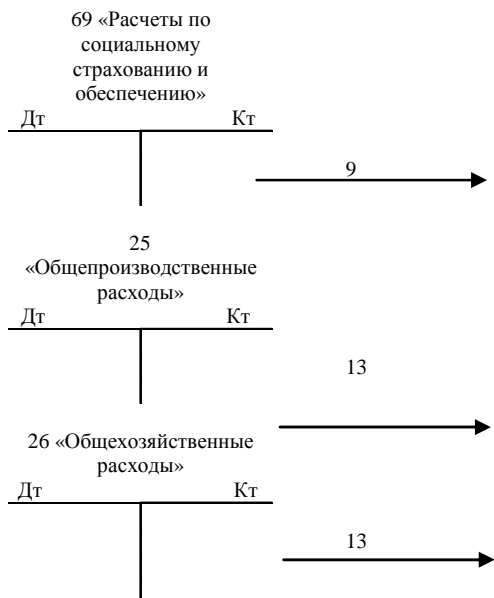 69 «Расчеты по
социальному
страхованию и
обеспечению»
Дт Кт
9
25
«Общепроизводственные
расходы»
Дт Кт
13
26 «Общехозяйственные
расходы»
Дт Кт
13